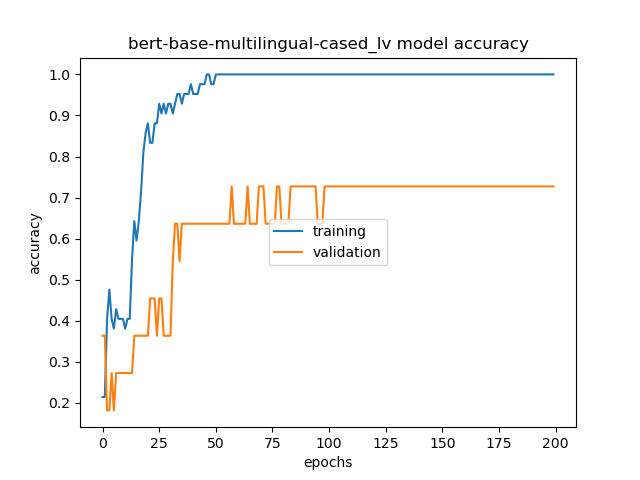 bert-base-multilingual-cased_lv model accuracy
1.0
0.9
0.8
0.7
0.6
0.5
0.4
0.3
0.2
accuracy
training
validation
0 25 50 75 100 125 150 175 200
epochs